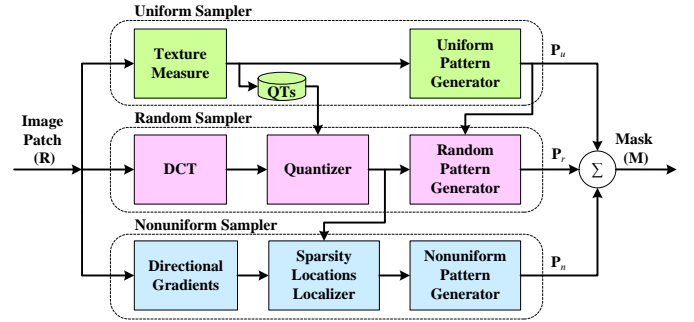 Uniform Sampler
Texture
Measure
QTs
Uniform
Pattern
Generator
P_u
Image
Patch
(R)
Random Sampler
DCT
Quantizer
Random
Pattern
Generator
P_r
Σ
Mask
(M)
Nonuniform Sampler
Directional
Gradients
Sparsity
Locations
Localizer
Nonuniform
Pattern
Generator
P_n